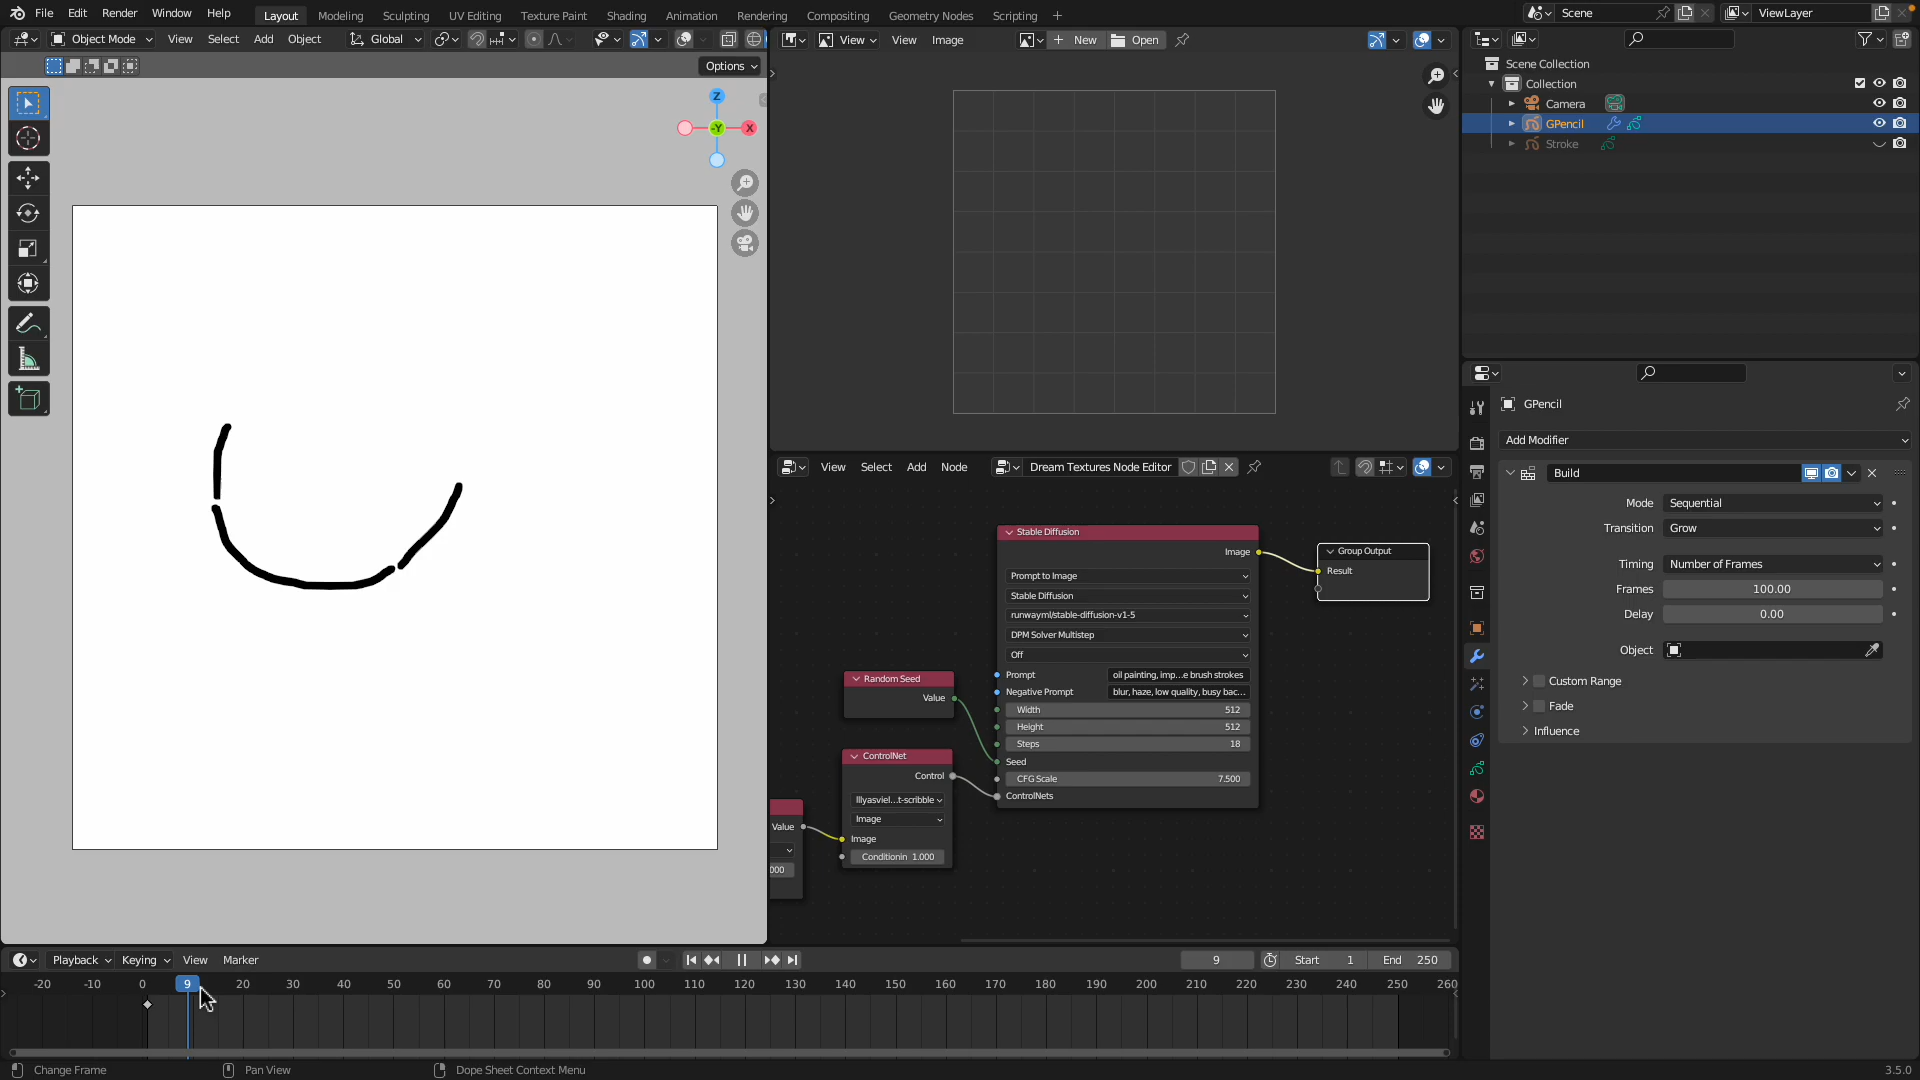 File Edit Render Window Help
Layout Modeling Sculpting UV Editing Texture Paint Shading Animation Rendering Compositing Geometry Nodes Scripting +
Scene
ViewLayer
Object Mode View Select Add Object Global
Options
Z
-Y
X
View View Image + New Open
Scene Collection
Collection
Camera
GPencil
Stroke
View Select Add Node Dream Textures Node Editor
Stable Diffusion
Image
Prompt to Image
Stable Diffusion
runwayml/stable-diffusion-v1-5
DPM Solver Multistep
Off
Prompt oil painting, imp...e brush strokes
Negative Prompt blur, haze, low quality, busy bac...
Width 512
Height 512
Steps 18
Seed
CFG Scale 7.500
ControlNets
Group Output
Result
Random Seed
Value
ControlNet
Control
lllyasviel...t-scribble
Image
Image
Conditionin 1.000
Value
000
GPencil
Add Modifier
Build
Mode Sequential
Transition Grow
Timing Number of Frames
Frames 100.00
Delay 0.00
Object
Custom Range
Fade
Influence
Playback Keying View Marker
9 Start 1 End 250
-20 -10 0 9 20 30 40 50 60 70 80 90 100 110 120 130 140 150 160 170 180 190 200 210 220 230 240 250 260
Change Frame Pan View Dope Sheet Context Menu 3.5.0